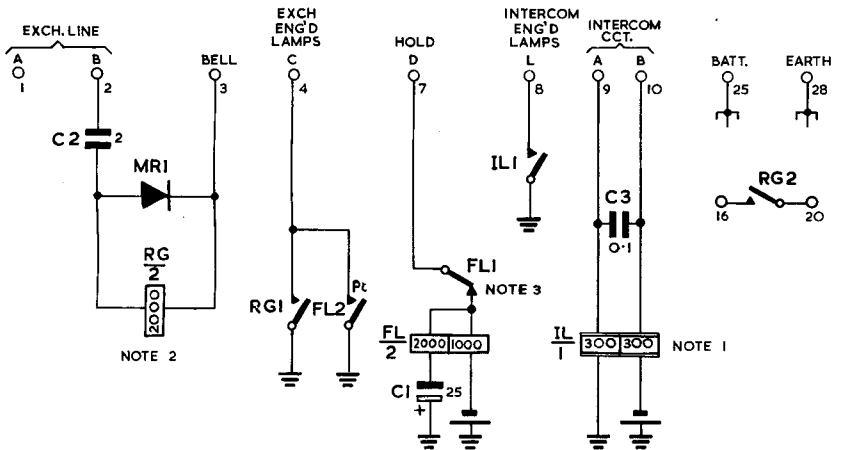 EXCH. LINE
A
1
B
2
BELL
3
EXCH
ENG'D
LAMPS
C
4
HOLD
D
7
INTERCOM
ENG'D
LAMPS
L
8
INTERCOM
CCT.
A
9
B
10
BATT.
25
EARTH
28
C2
2
MR1
RG
2
2000
NOTE 2
RG1
FL2
Pt
FL1
NOTE 3
FL
2
2000
1000
C1
25
+
IL1
C3
0·1
IL
1
300
300
NOTE 1
RG2
16
20